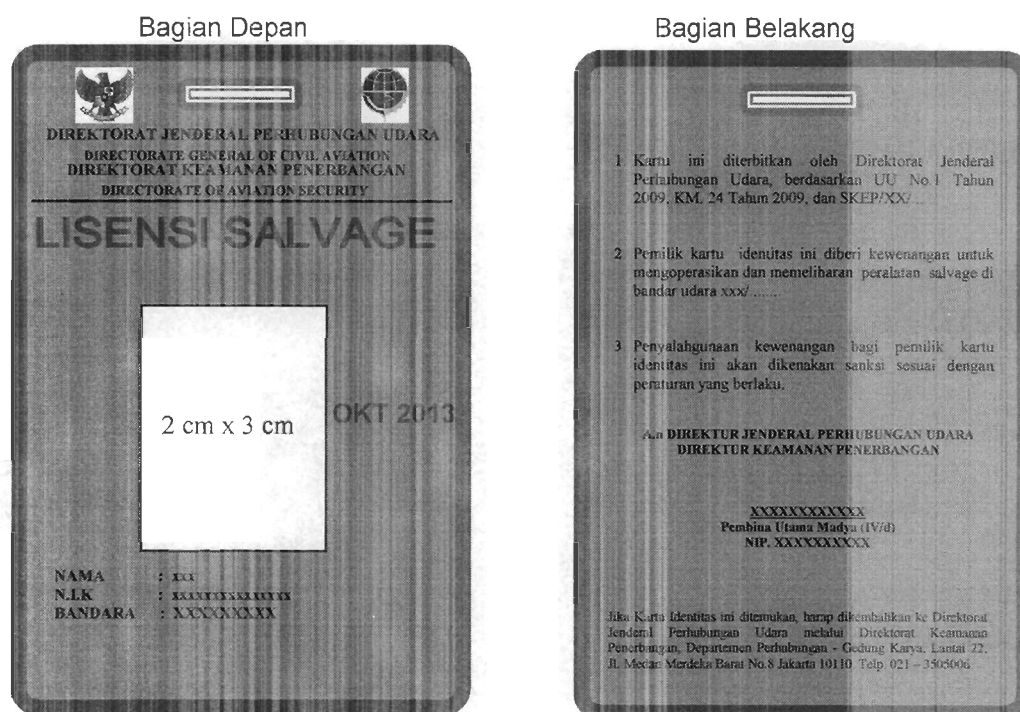 Bagian Depan
DIREKTORAT JENDERAL PERHUBUNGAN UDARA
DIRECTORATE GENERAL OF CIVIL AVIATION
DIREKTORAT KEAMANAN PENERBANGAN
DIRECTORATE OF AVIATION SECURITY
LISENSI SALVAGE
2 cm x 3 cm
OKT 2013
NAMA : xxx
N.I.K : xxxxxxxxxxxxxxx
BANDARA : XXXXXXXXX
Bagian Belakang
1 Kartu ini diterbitkan oleh Direktorat Jenderal
Perhubungan Udara, berdasarkan UU No.1 Tahun
2009, KM. 24 Tahun 2009, dan SKEP/XX/...
2 Pemilik kartu identitas ini diberi kewenangan untuk
mengoperasikan dan memeliharan peralatan salvage di
bandar udara xxx/.......
3 Penyalahgunaan kewenangan bagi pemilik kartu
identitas ini akan dikenakan sanksi sesuai dengan
peraturan yang berlaku.
A.n DIREKTUR JENDERAL PERHUBUNGAN UDARA
DIREKTUR KEAMANAN PENERBANGAN
XXXXXXXXXXXX
Pembina Utama Madya (IV/d)
NIP. XXXXXXXXXX
Jika Kartu Identitas ini ditemukan, harap dikembalikan ke Direktorat
Jenderal Perhubungan Udara melalui Direktorat Keamanan
Penerbangan, Departemen Perhubungan - Gedung Karya, Lantai 22,
Jl. Medan Merdeka Barat No.8 Jakarta 10110. Telp. 021 – 3505006